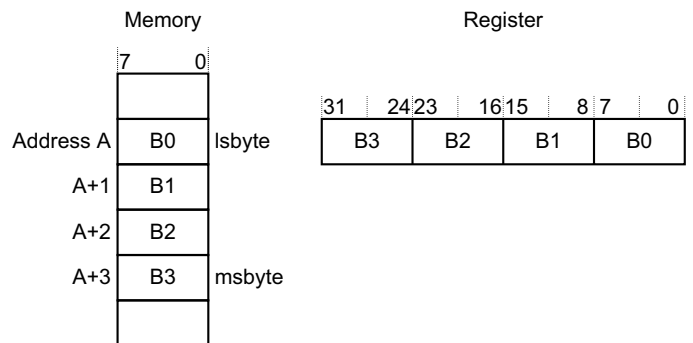 Memory Register
7 0
31 24 23 16 15 8 7 0
Address A B0 lsbyte B3 B2 B1 B0
A+1 B1
A+2 B2
A+3 B3 msbyte